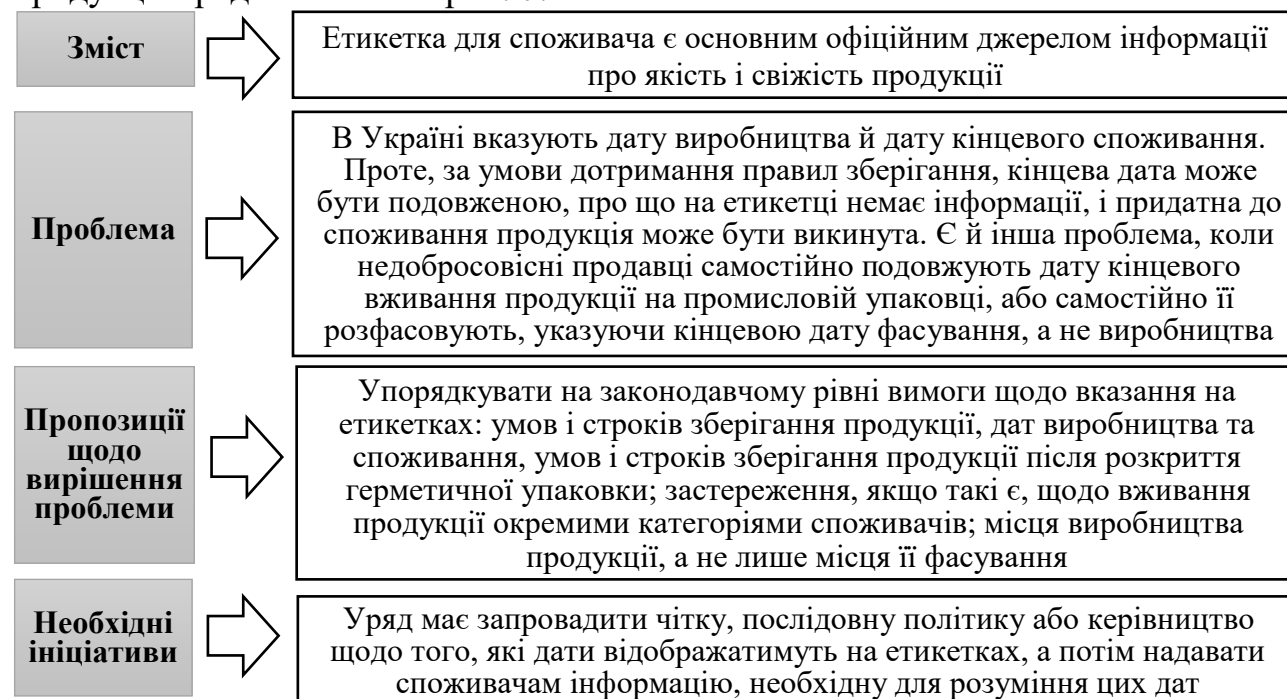 Зміст
Етикетка для споживача є основним офіційним джерелом інформації
про якість і свіжість продукції
Проблема
В Україні вказують дату виробництва й дату кінцевого споживання.
Проте, за умови дотримання правил зберігання, кінцева дата може
бути подовженою, про що на етикетці немає інформації, і придатна до
споживання продукція може бути викинута. Є й інша проблема, коли
недобросовісні продавці самостійно подовжують дату кінцевого
вживання продукції на промисловій упаковці, або самостійно її
розфасовують, указуючи кінцевою дату фасування, а не виробництва
Пропозиції
щодо
вирішення
проблеми
Упорядкувати на законодавчому рівні вимоги щодо вказання на
етикетках: умов і строків зберігання продукції, дат виробництва та
споживання, умов і строків зберігання продукції після розкриття
герметичної упаковки; застереження, якщо такі є, щодо вживання
продукції окремими категоріями споживачів; місця виробництва
продукції, а не лише місця її фасування
Необхідні
ініціативи
Уряд має запровадити чітку, послідовну політику або керівництво
щодо того, які дати відображатимуть на етикетках, а потім надавати
споживачам інформацію, необхідну для розуміння цих дат